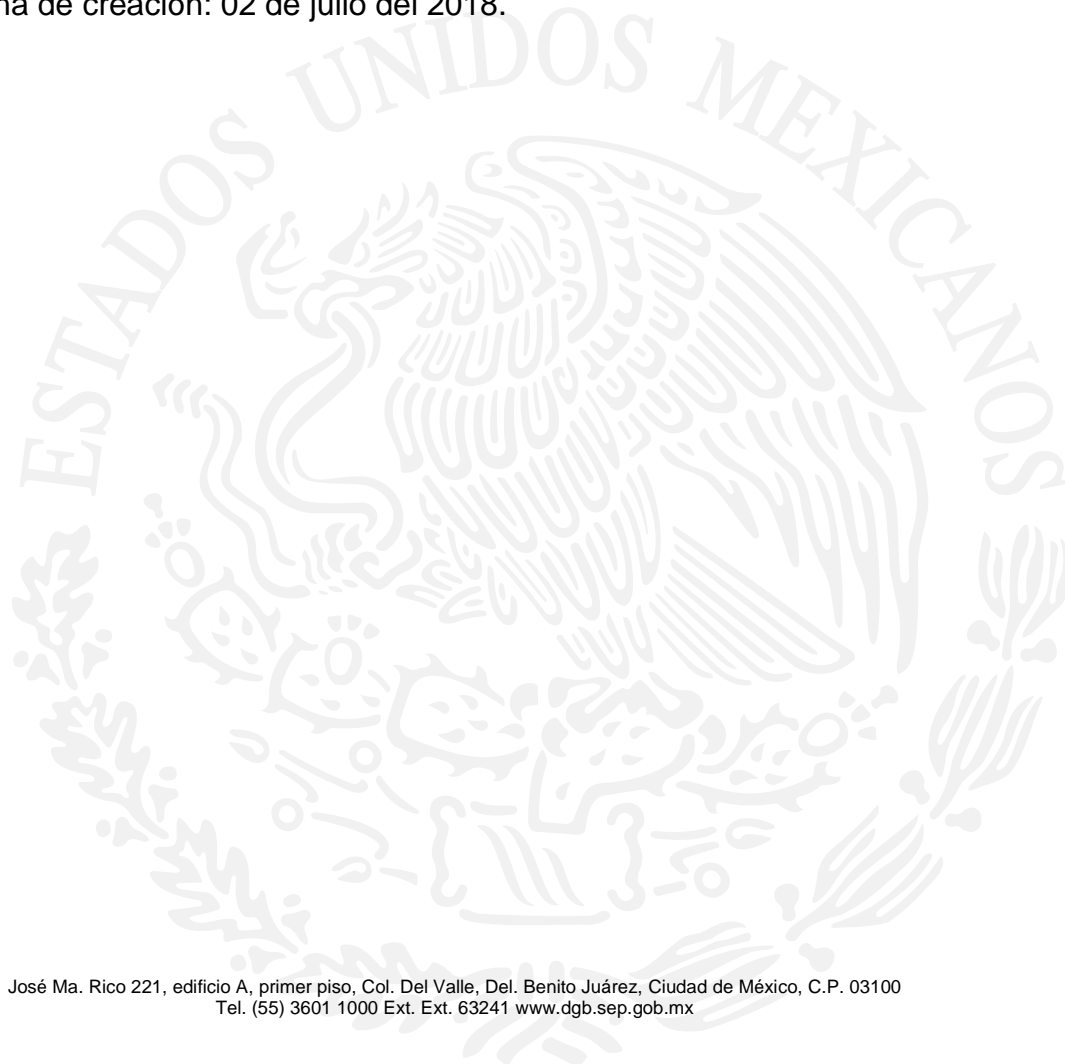 de creación: 02 de julio del 2018.
ESTADOS UNIDOS MEXICANOS
José Ma. Rico 221, edificio A, primer piso, Col. Del Valle, Del. Benito Juárez, Ciudad de México, C.P. 03100
Tel. (55) 3601 1000 Ext. Ext. 63241 www.dgb.sep.gob.mx